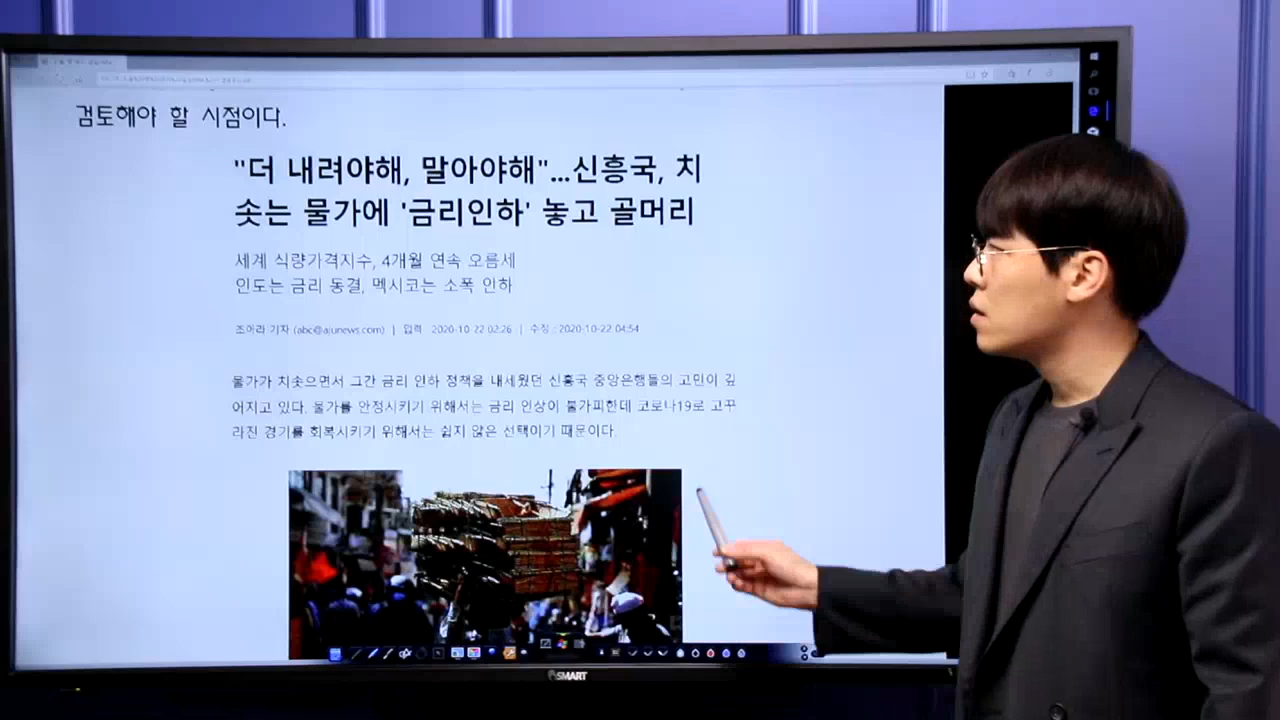 검토해야 할 시점이다.
"더 내려야해, 말아야해"...신흥국, 치
솟는 물가에 '금리인하' 놓고 골머리
세계 식량가격지수, 4개월 연속 오름세
인도는 금리 동결, 멕시코는 소폭 인하
조아라 기자 (abc@ajunews.com) | 입력 2020-10-22 02:26 | 수정 : 2020-10-22 04:54
물가가 치솟으면서 그간 금리 인하 정책을 내세웠던 신흥국 중앙은행들의 고민이 깊
어지고 있다. 물가를 안정시키기 위해서는 금리 인상이 불가피한데 코로나19로 고꾸
라진 경기를 회복시키기 위해서는 쉽지 않은 선택이기 때문이다.
SMART